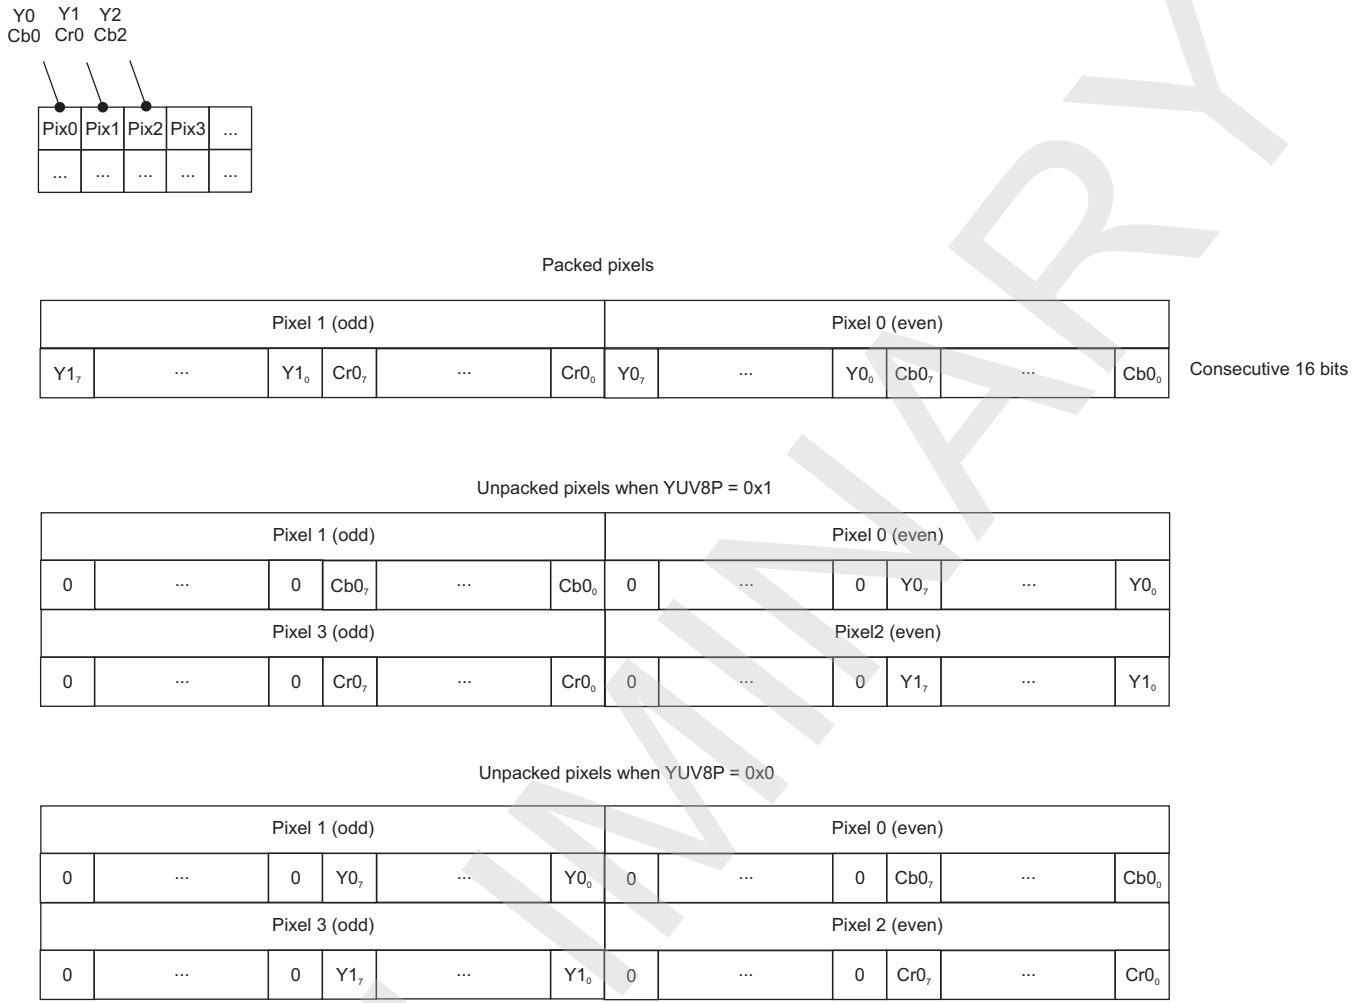 Y0 Y1 Y2
Cb0 Cr0 Cb2
Pix0 Pix1 Pix2 Pix3 ...
... ... ... ... ...
Packed pixels
Pixel 1 (odd) Pixel 0 (even)
Y1₇ ... Y1₀ Cr0₇ ... Cr0₀ Y0₇ ... Y0₀ Cb0₇ ... Cb0₀ Consecutive 16 bits
Unpacked pixels when YUV8P = 0x1
Pixel 1 (odd) Pixel 0 (even)
0 ... 0 Cb0₇ ... Cb0₀ 0 ... 0 Y0₇ ... Y0₀
Pixel 3 (odd) Pixel2 (even)
0 ... 0 Cr0₇ ... Cr0₀ 0 ... 0 Y1₇ ... Y1₀
Unpacked pixels when YUV8P = 0x0
Pixel 1 (odd) Pixel 0 (even)
0 ... 0 Y0₇ ... Y0₀ 0 ... 0 Cb0₇ ... Cb0₀
Pixel 3 (odd) Pixel 2 (even)
0 ... 0 Y1₇ ... Y1₀ 0 ... 0 Cr0₇ ... Cr0₀
IMINARY